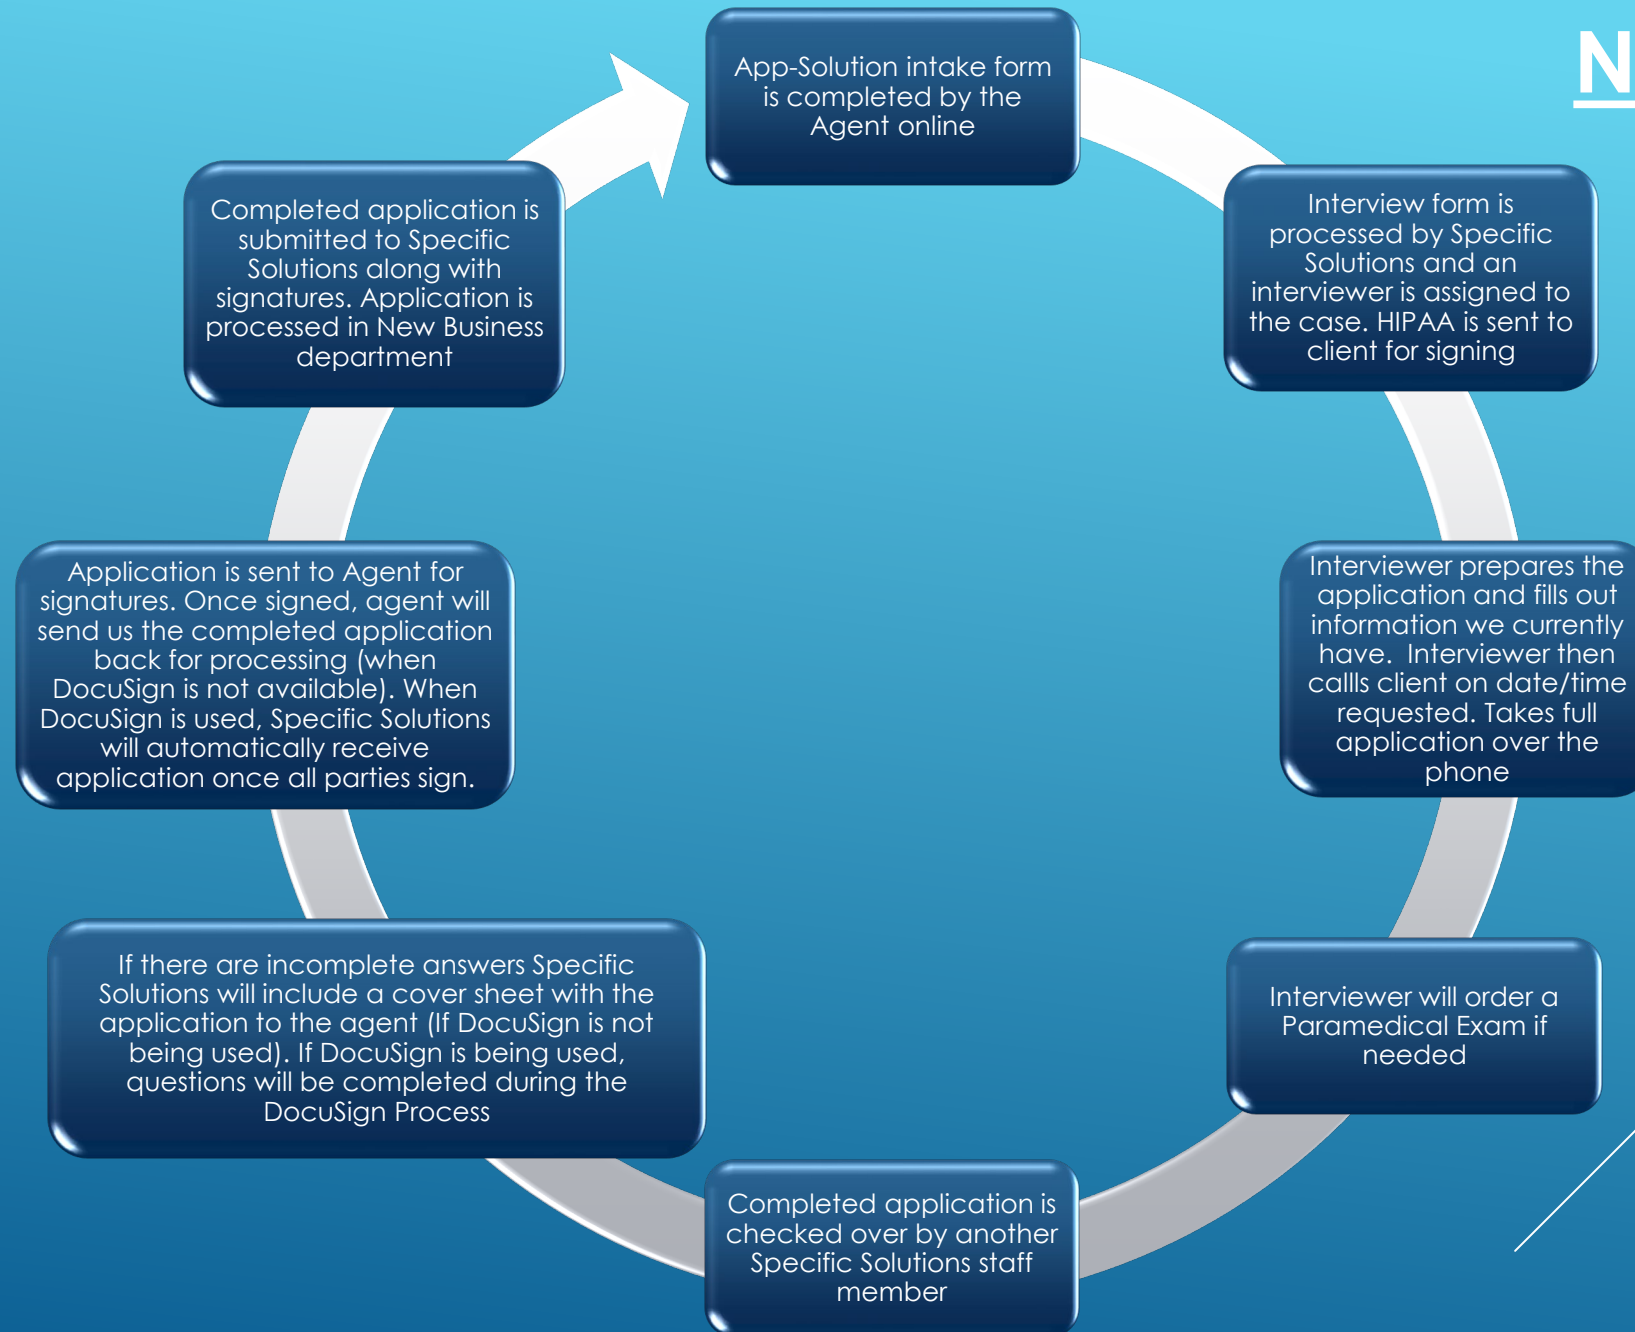 N
App-Solution intake form
is completed by the
Agent online
Interview form is
processed by Specific
Solutions and an
interviewer is assigned to
the case. HIPAA is sent to
client for signing
Interviewer prepares the
application and fills out
information we currently
have.  Interviewer then
callls client on date/time
requested. Takes full
application over the
phone
Interviewer will order a
Paramedical Exam if
needed
Completed application is
checked over by another
Specific Solutions staff
member
If there are incomplete answers Specific
Solutions will include a cover sheet with the
application to the agent (If DocuSign is not
being used). If DocuSign is being used,
questions will be completed during the
DocuSign Process
Application is sent to Agent for
signatures. Once signed, agent will
send us the completed application
back for processing (when
DocuSign is not available). When
DocuSign is used, Specific Solutions
will automatically receive
application once all parties sign.
Completed application is
submitted to Specific
Solutions along with
signatures. Application is
processed in New Business
department